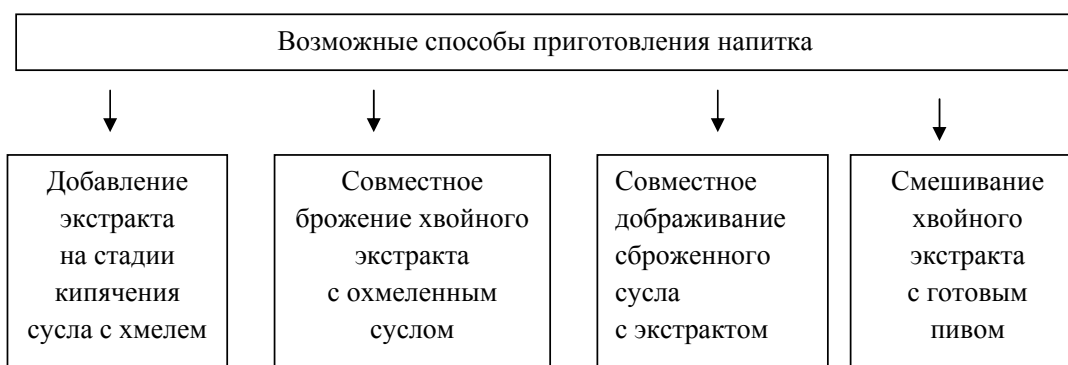 Возможные способы приготовления напитка
Добавление
экстракта
на стадии
кипячения
сусла с хмелем
Совместное
брожение хвойного
экстракта
с охмеленным
суслом
Совместное
дображивание
сброженного
сусла
с экстрактом
Смешивание
хвойного
экстракта
с готовым
пивом